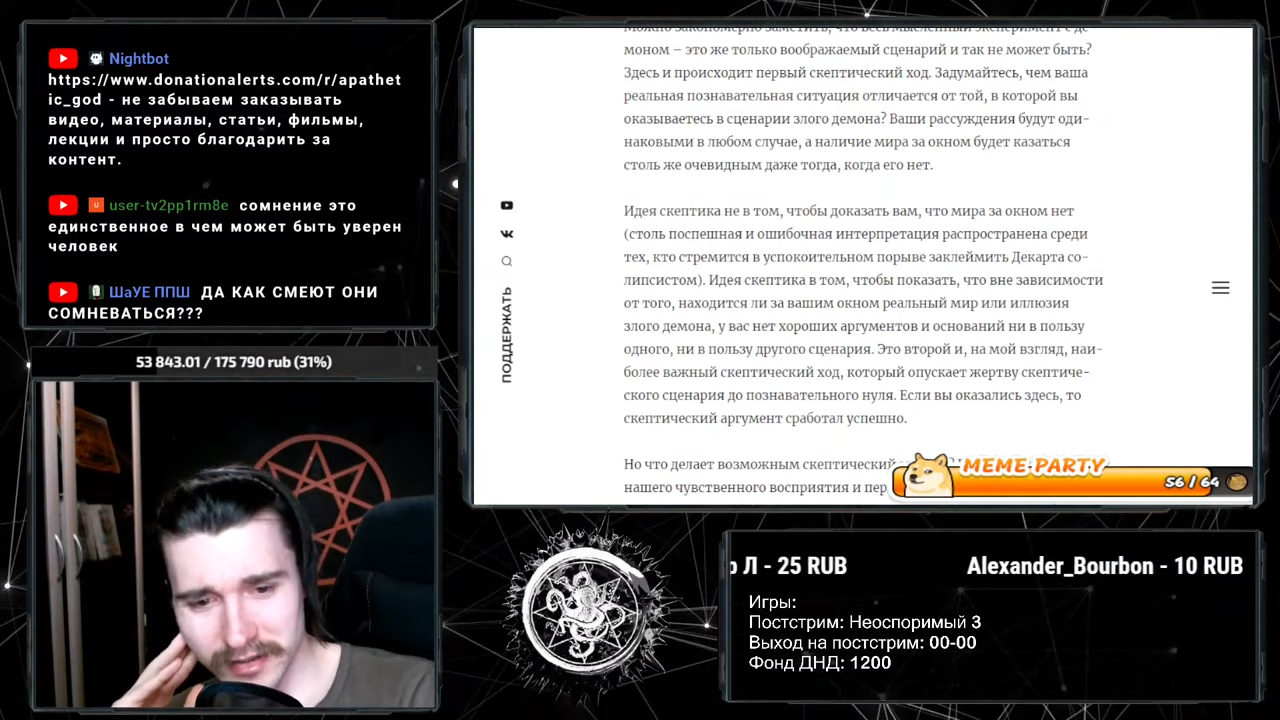 Nightbot
https://www.donationalerts.com/r/apathet
ic_god - не забываем заказывать
видео, материалы, статьи, фильмы,
лекции и просто благодарить за
контент.
u user-tv2pp1rm8e сомнение это
единственное в чем может быть уверен
человек
ШаУЕ ППШ ДА КАК СМЕЮТ ОНИ
СОМНЕВАТЬСЯ???
53 843.01 / 175 790 rub (31%)
Можно закономерно заметить, что весь мысленный эксперимент с де-
моном – это же только воображаемый сценарий и так не может быть?
Здесь и происходит первый скептический ход. Задумайтесь, чем ваша
реальная познавательная ситуация отличается от той, в которой вы
оказываетесь в сценарии злого демона? Ваши рассуждения будут оди-
наковыми в любом случае, а наличие мира за окном будет казаться
столь же очевидным даже тогда, когда его нет.
Идея скептика не в том, чтобы доказать вам, что мира за окном нет
(столь поспешная и ошибочная интерпретация распространена среди
тех, кто стремится в успокоительном порыве заклеймить Декарта со-
липсистом). Идея скептика в том, чтобы показать, что вне зависимости
от того, находится ли за вашим окном реальный мир или иллюзия
злого демона, у вас нет хороших аргументов и оснований ни в пользу
одного, ни в пользу другого сценария. Это второй и, на мой взгляд, наи-
более важный скептический ход, который опускает жертву скептиче-
ского сценария до познавательного нуля. Если вы оказались здесь, то
скептический аргумент сработал успешно.
Но что делает возможным скептический
нашего чувственного восприятия и пер
ПОДДЕРЖАТЬ
MEME PARTY
56 / 64
р Л - 25 RUB
Alexander_Bourbon - 10 RUB
Игры:
Постстрим: Неоспоримый 3
Выход на постстрим: 00-00
Фонд ДНД: 1200